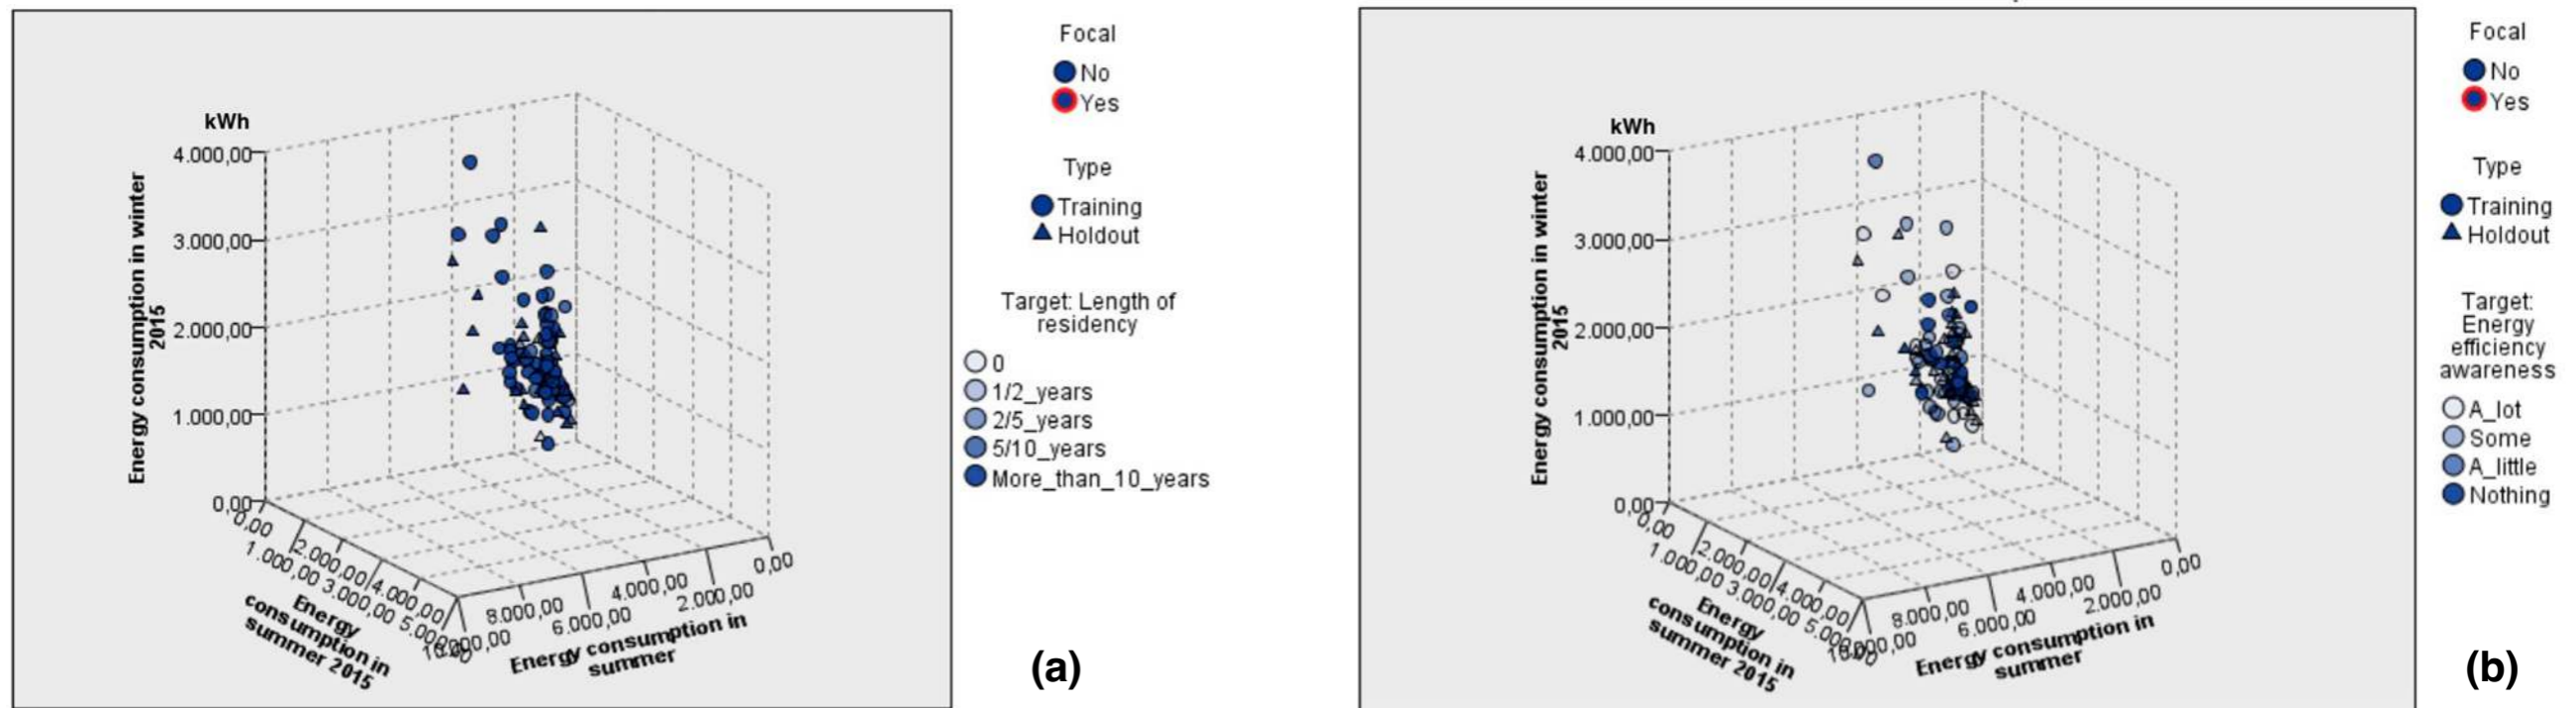 kWh
4.000,00
3.000,00
2.000,00
1.000,00
0,00
Energy consumption in winter
2015
0,00
1.000,00
2.000,00
3.000,00
4.000,00
Energy
consumption in
summer 2015
10.000,00
8.000,00
6.000,00
4.000,00
2.000,00
0,00
Energy consumption in
summer
Focal
No
Yes
Type
Training
Holdout
Target: Length of
residency
0
1/2_years
2/5_years
5/10_years
More_than_10_years
(a)
kWh
4.000,00
3.000,00
2.000,00
1.000,00
0,00
Energy consumption in winter
2015
0,00
1.000,00
2.000,00
3.000,00
4.000,00
Energy
consumption in
summer 2015
8.000,00
6.000,00
4.000,00
2.000,00
0,00
Energy consumption in
summer
Focal
No
Yes
Type
Training
Holdout
Target:
Energy
efficiency
awareness
A_lot
Some
A_little
Nothing
(b)